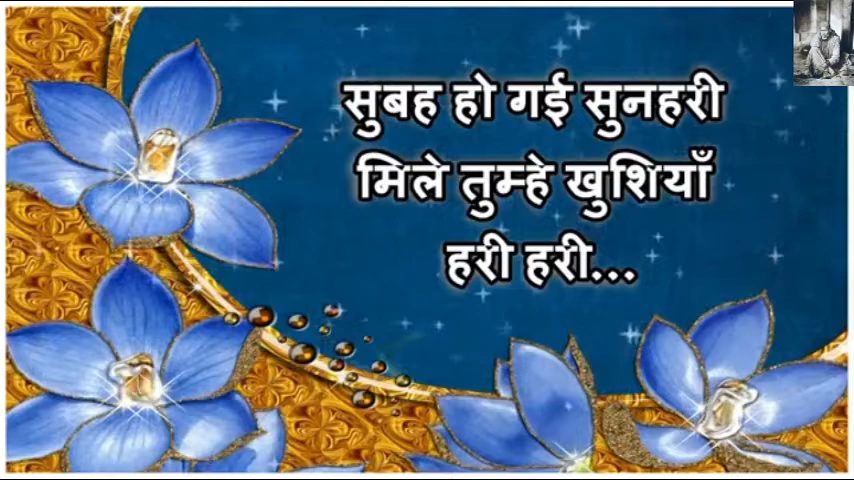 सुबह हो गई सुनहरी
मिले तुम्हे खुशियाँ
हरी हरी...